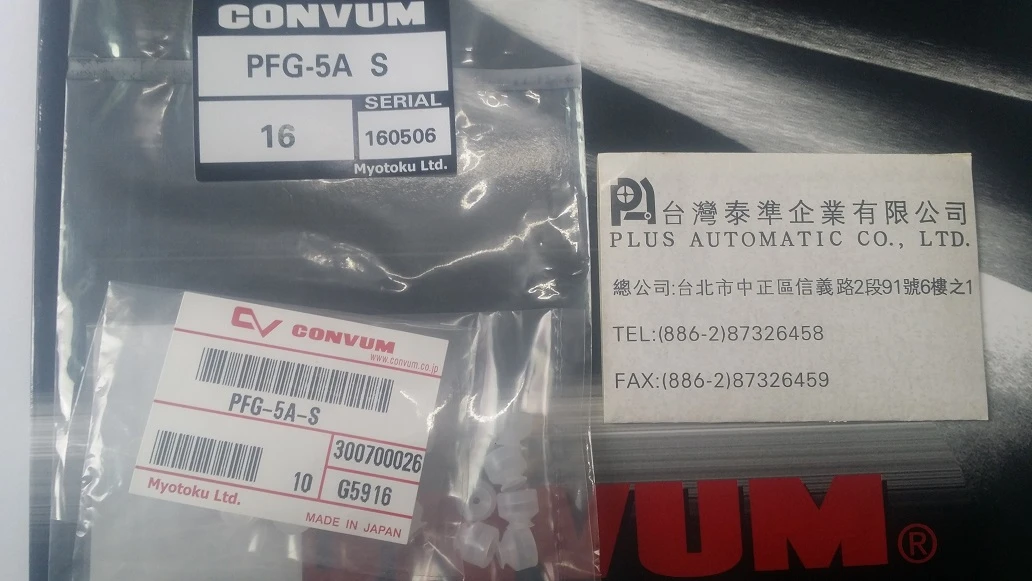 CONVUM
PFG-5A S
SERIAL
16
160506
Myotoku Ltd.
CV CONVUM
www.convum.co.jp
PFG-5A-S
300700026
10
G5916
Myotoku Ltd.
MADE IN JAPAN
PA 台灣泰準企業有限公司
PLUS AUTOMATIC CO., LTD.
總公司:台北市中正區信義路2段91號6樓之1
TEL:(886-2)87326458
FAX:(886-2)87326459
VUM®